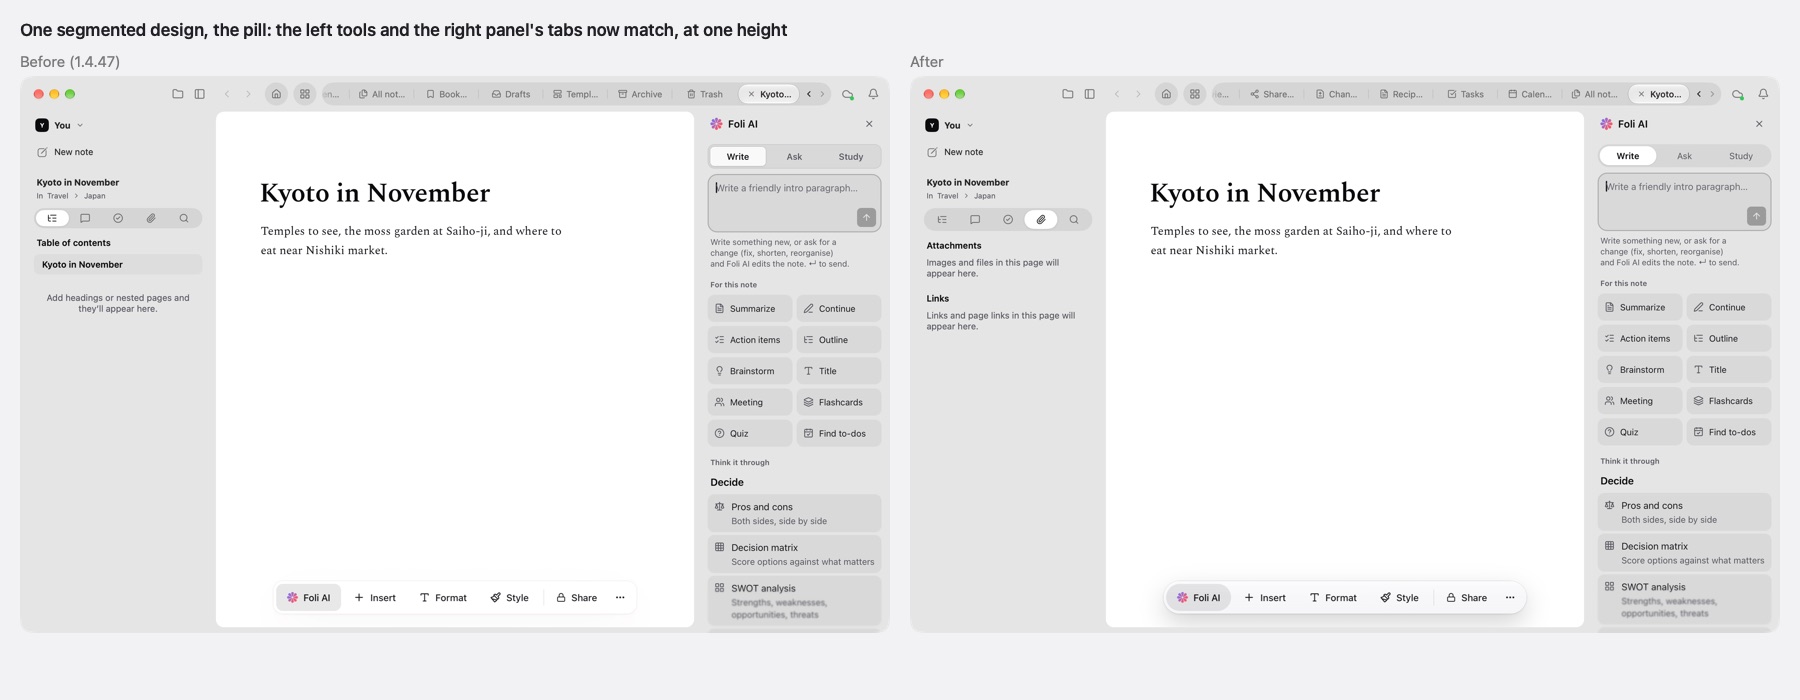 One segmented design, the pill: the left tools and the right panel's tabs now match, at one height
Before (1.4.47)
All not...
Book...
Drafts
Templ...
Archive
Trash
Kyoto...
You
New note
Kyoto in November
In Travel > Japan
Table of contents
Kyoto in November
Add headings or nested pages and
they'll appear here.
Kyoto in November
Temples to see, the moss garden at Saiho-ji, and where to
eat near Nishiki market.
Foli AI
Insert
Format
Style
Share
Foli AI
Write
Ask
Study
Write a friendly intro paragraph...
Write something new, or ask for a
change (fix, shorten, reorganise)
and Foli AI edits the note. ↵ to send.
For this note
Summarize
Continue
Action items
Outline
Brainstorm
Title
Meeting
Flashcards
Quiz
Find to-dos
Think it through
Decide
Pros and cons
Both sides, side by side
Decision matrix
Score options against what matters
SWOT analysis
Strengths, weaknesses,
opportunities, threats
After
Share...
Chan...
Recip...
Tasks
Calen...
All not...
Kyoto...
You
New note
Kyoto in November
In Travel > Japan
Attachments
Images and files in this page will
appear here.
Links
Links and page links in this page will
appear here.
Kyoto in November
Temples to see, the moss garden at Saiho-ji, and where to
eat near Nishiki market.
Foli AI
Insert
Format
Style
Share
Foli AI
Write
Ask
Study
Write a friendly intro paragraph...
Write something new, or ask for a
change (fix, shorten, reorganise)
and Foli AI edits the note. ↵ to send.
For this note
Summarize
Continue
Action items
Outline
Brainstorm
Title
Meeting
Flashcards
Quiz
Find to-dos
Think it through
Decide
Pros and cons
Both sides, side by side
Decision matrix
Score options against what matters
SWOT analysis
Strengths, weaknesses,
opportunities, threats